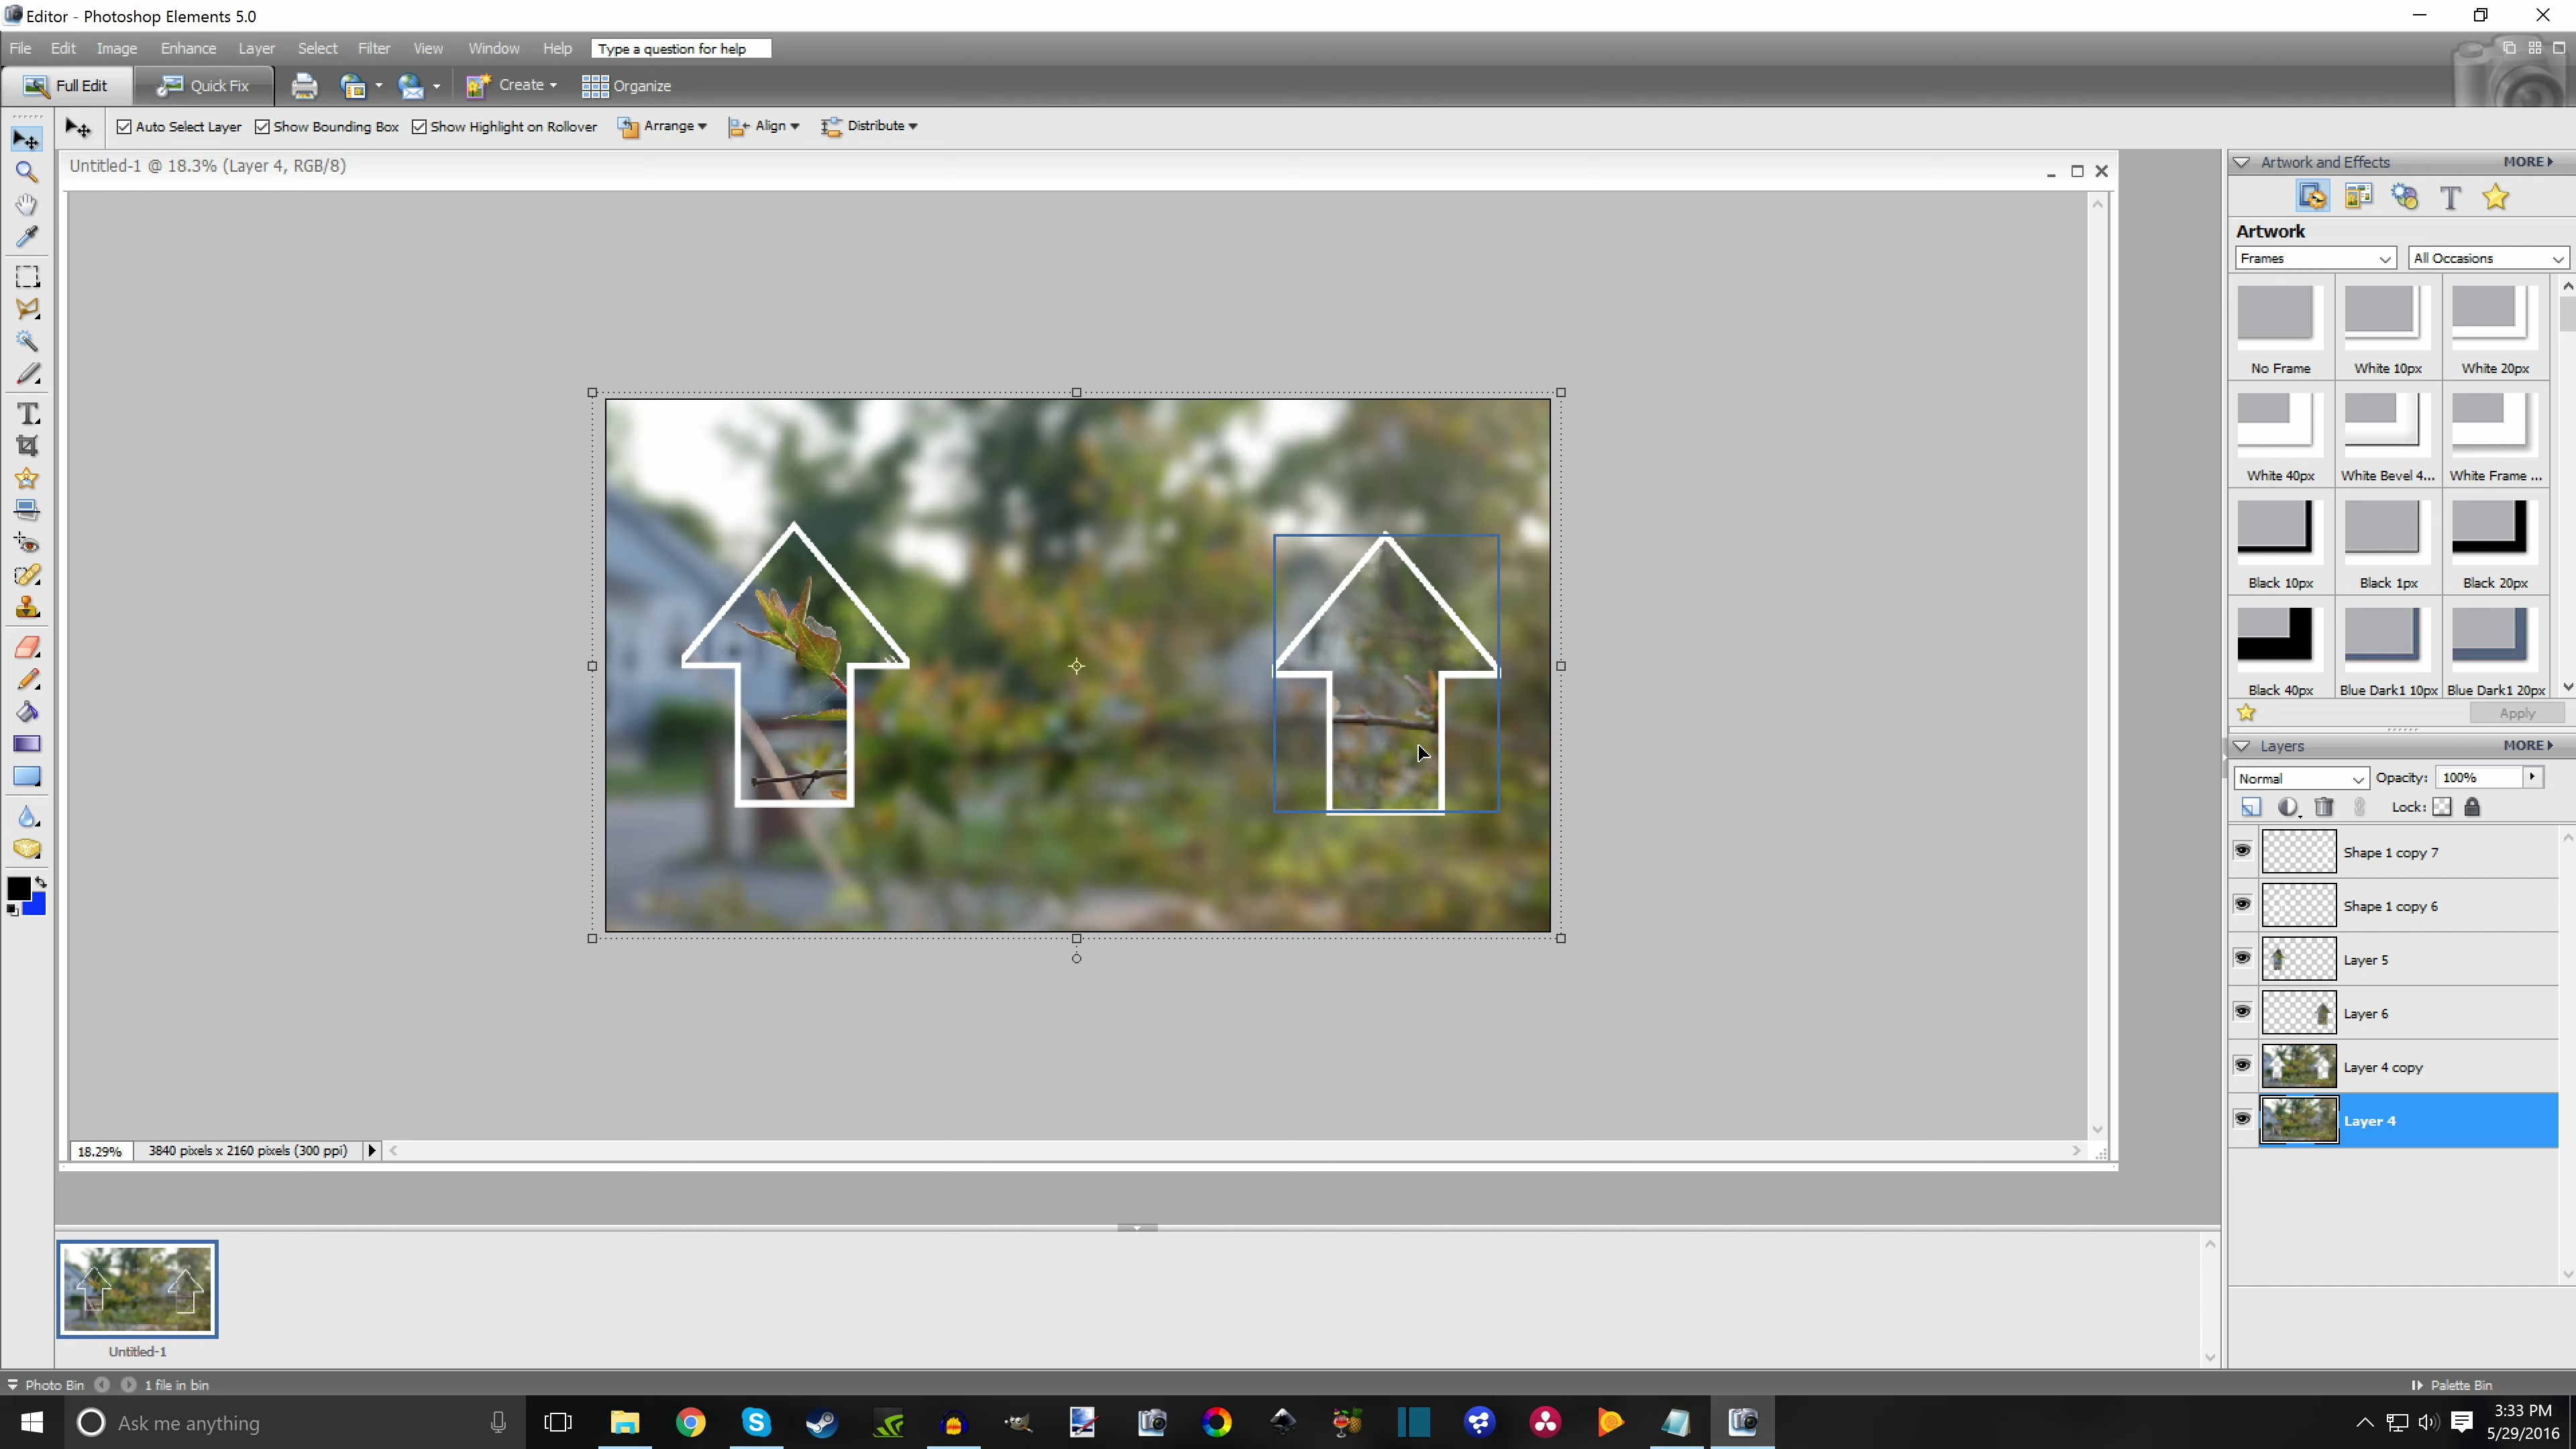 Editor - Photoshop Elements 5.0
File Edit Image Enhance Layer Select Filter View Window Help Type a question for help
Full Edit Quick Fix Create Organize
Auto Select Layer Show Bounding Box Show Highlight on Rollover Arrange Align Distribute
Untitled-1 @ 18.3% (Layer 4, RGB/8)
18.29% 3840 pixels x 2160 pixels (300 ppi)
Artwork and Effects MORE
Artwork
Frames All Occasions
No Frame White 10px White 20px
White 40px White Bevel 4... White Frame ...
Black 10px Black 1px Black 20px
Black 40px Blue Dark1 10px Blue Dark1 20px
Apply
Layers MORE
Normal Opacity: 100%
Lock:
Shape 1 copy 7
Shape 1 copy 6
Layer 5
Layer 6
Layer 4 copy
Layer 4
Untitled-1
Photo Bin 1 file in bin Palette Bin
Ask me anything
3:33 PM
5/29/2016